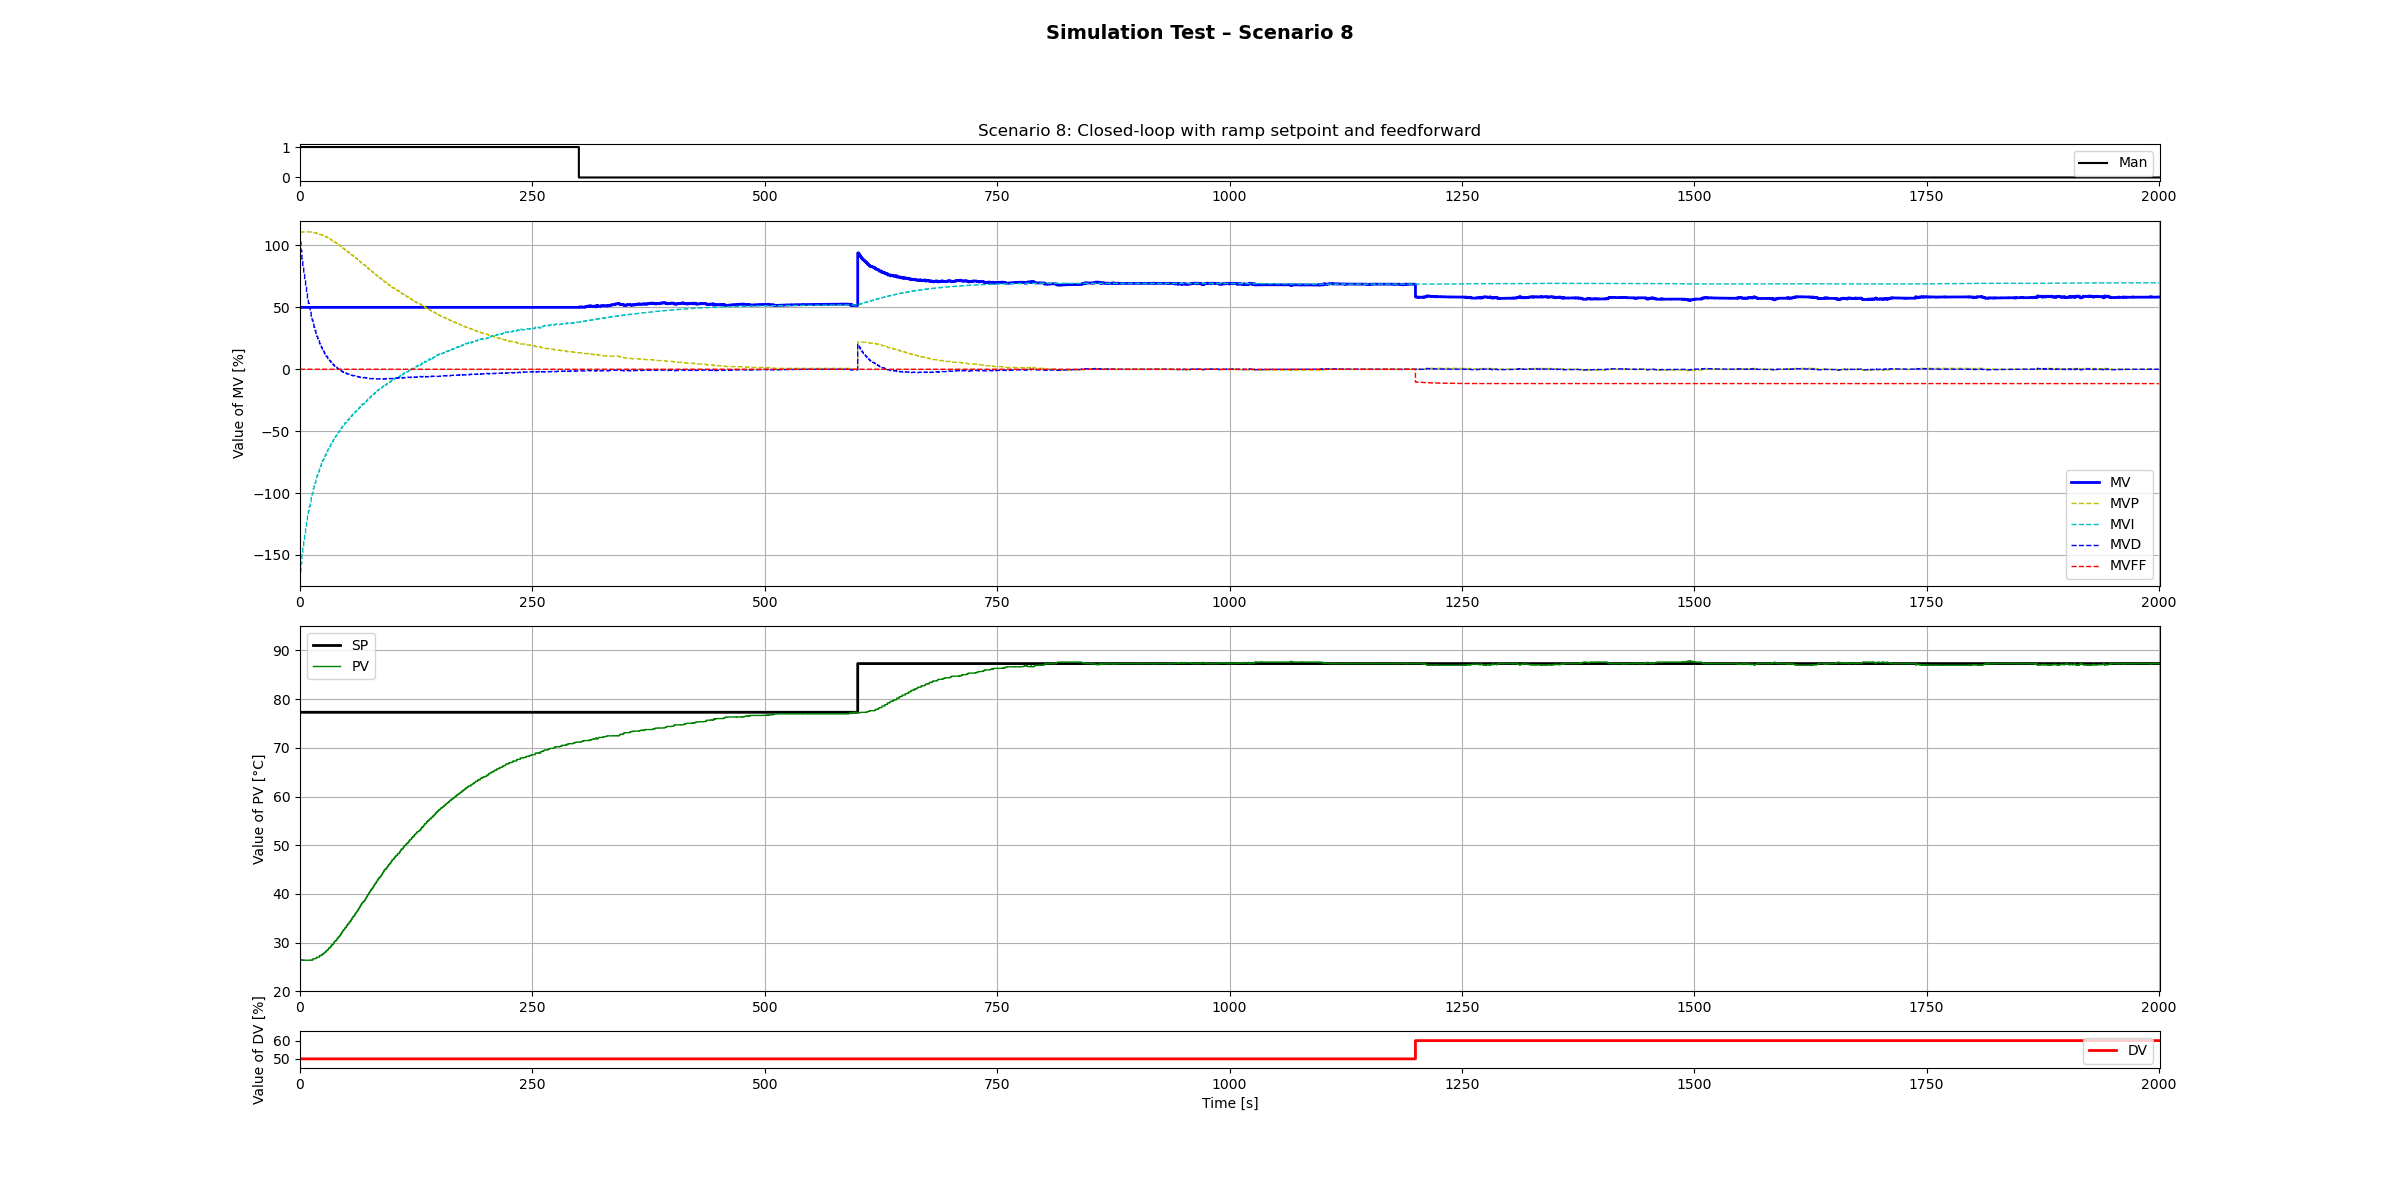 Simulation Test – Scenario 8
Scenario 8: Closed-loop with ramp setpoint and feedforward
1
0
Man
0 250 500 750 1000 1250 1500 1750 2000
Value of MV [%]
100
50
0
−50
−100
−150
MV
MVP
MVI
MVD
MVFF
0 250 500 750 1000 1250 1500 1750 2000
Value of PV [°C]
90
80
70
60
50
40
30
20
SP
PV
0 250 500 750 1000 1250 1500 1750 2000
Value of DV [%]
60
50
DV
0 250 500 750 1000 1250 1500 1750 2000
Time [s]